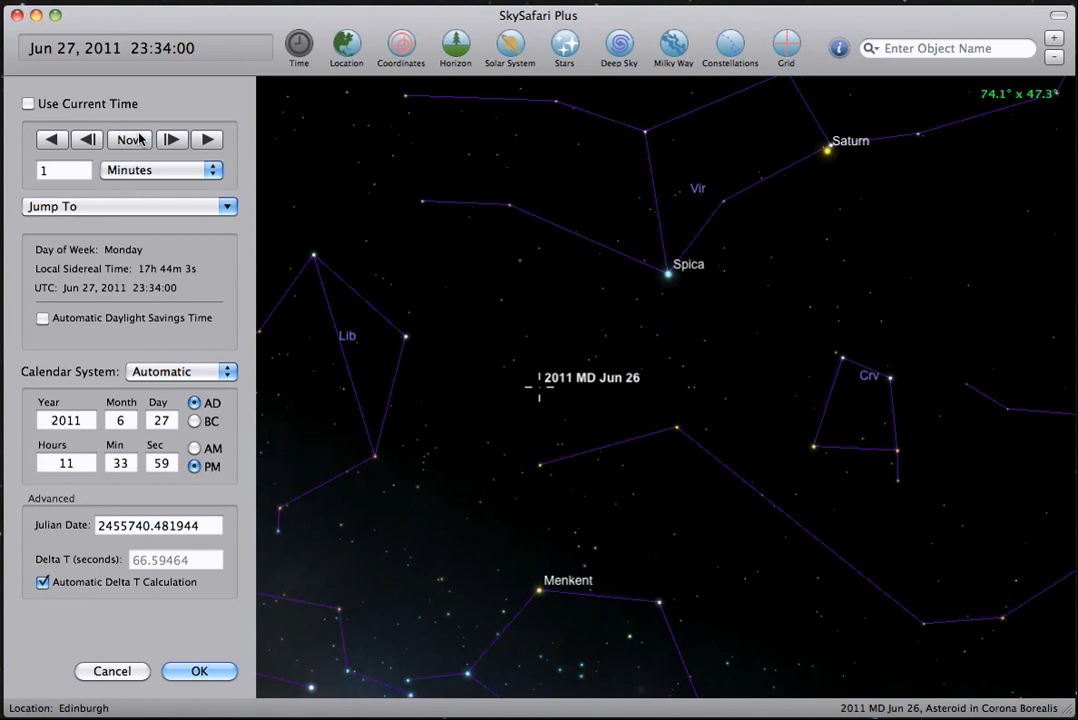 SkySafari Plus
Jun 27, 2011 23:34:00
Time
Location
Coordinates
Horizon
Solar System
Stars
Deep Sky
Milky Way
Constellations
Grid
Enter Object Name
Use Current Time
Now
1
Minutes
Jump To
Day of Week: Monday
Local Sidereal Time: 17h 44m 3s
UTC: Jun 27, 2011 23:34:00
Automatic Daylight Savings Time
Calendar System: Automatic
Year Month Day
2011 6 27
AD
BC
Hours Min Sec
11 33 59
AM
PM
Advanced
Julian Date: 2455740.481944
Delta T (seconds): 66.59464
Automatic Delta T Calculation
Cancel
OK
74.1° x 47.3°
Saturn
Vir
Spica
Lib
2011 MD Jun 26
Crv
Menkent
Location: Edinburgh
2011 MD Jun 26, Asteroid in Corona Borealis